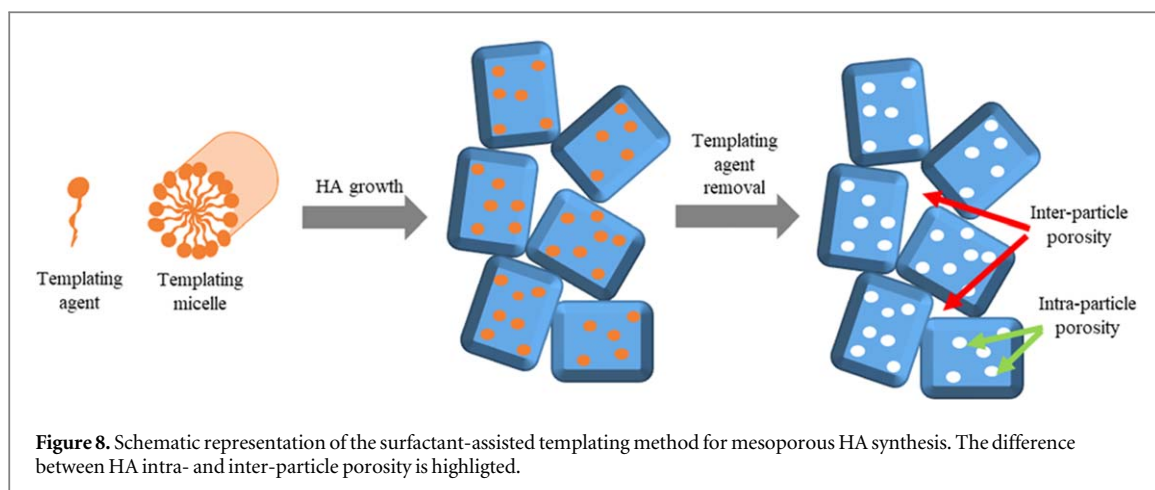 Templating
agent
Templating
micelle
HA growth
Templating
agent
removal
Inter-particle
porosity
Intra-particle
porosity
Figure 8. Schematic representation of the surfactant-assisted templating method for mesoporous HA synthesis. The difference
between HA intra- and inter-particle porosity is highligted.